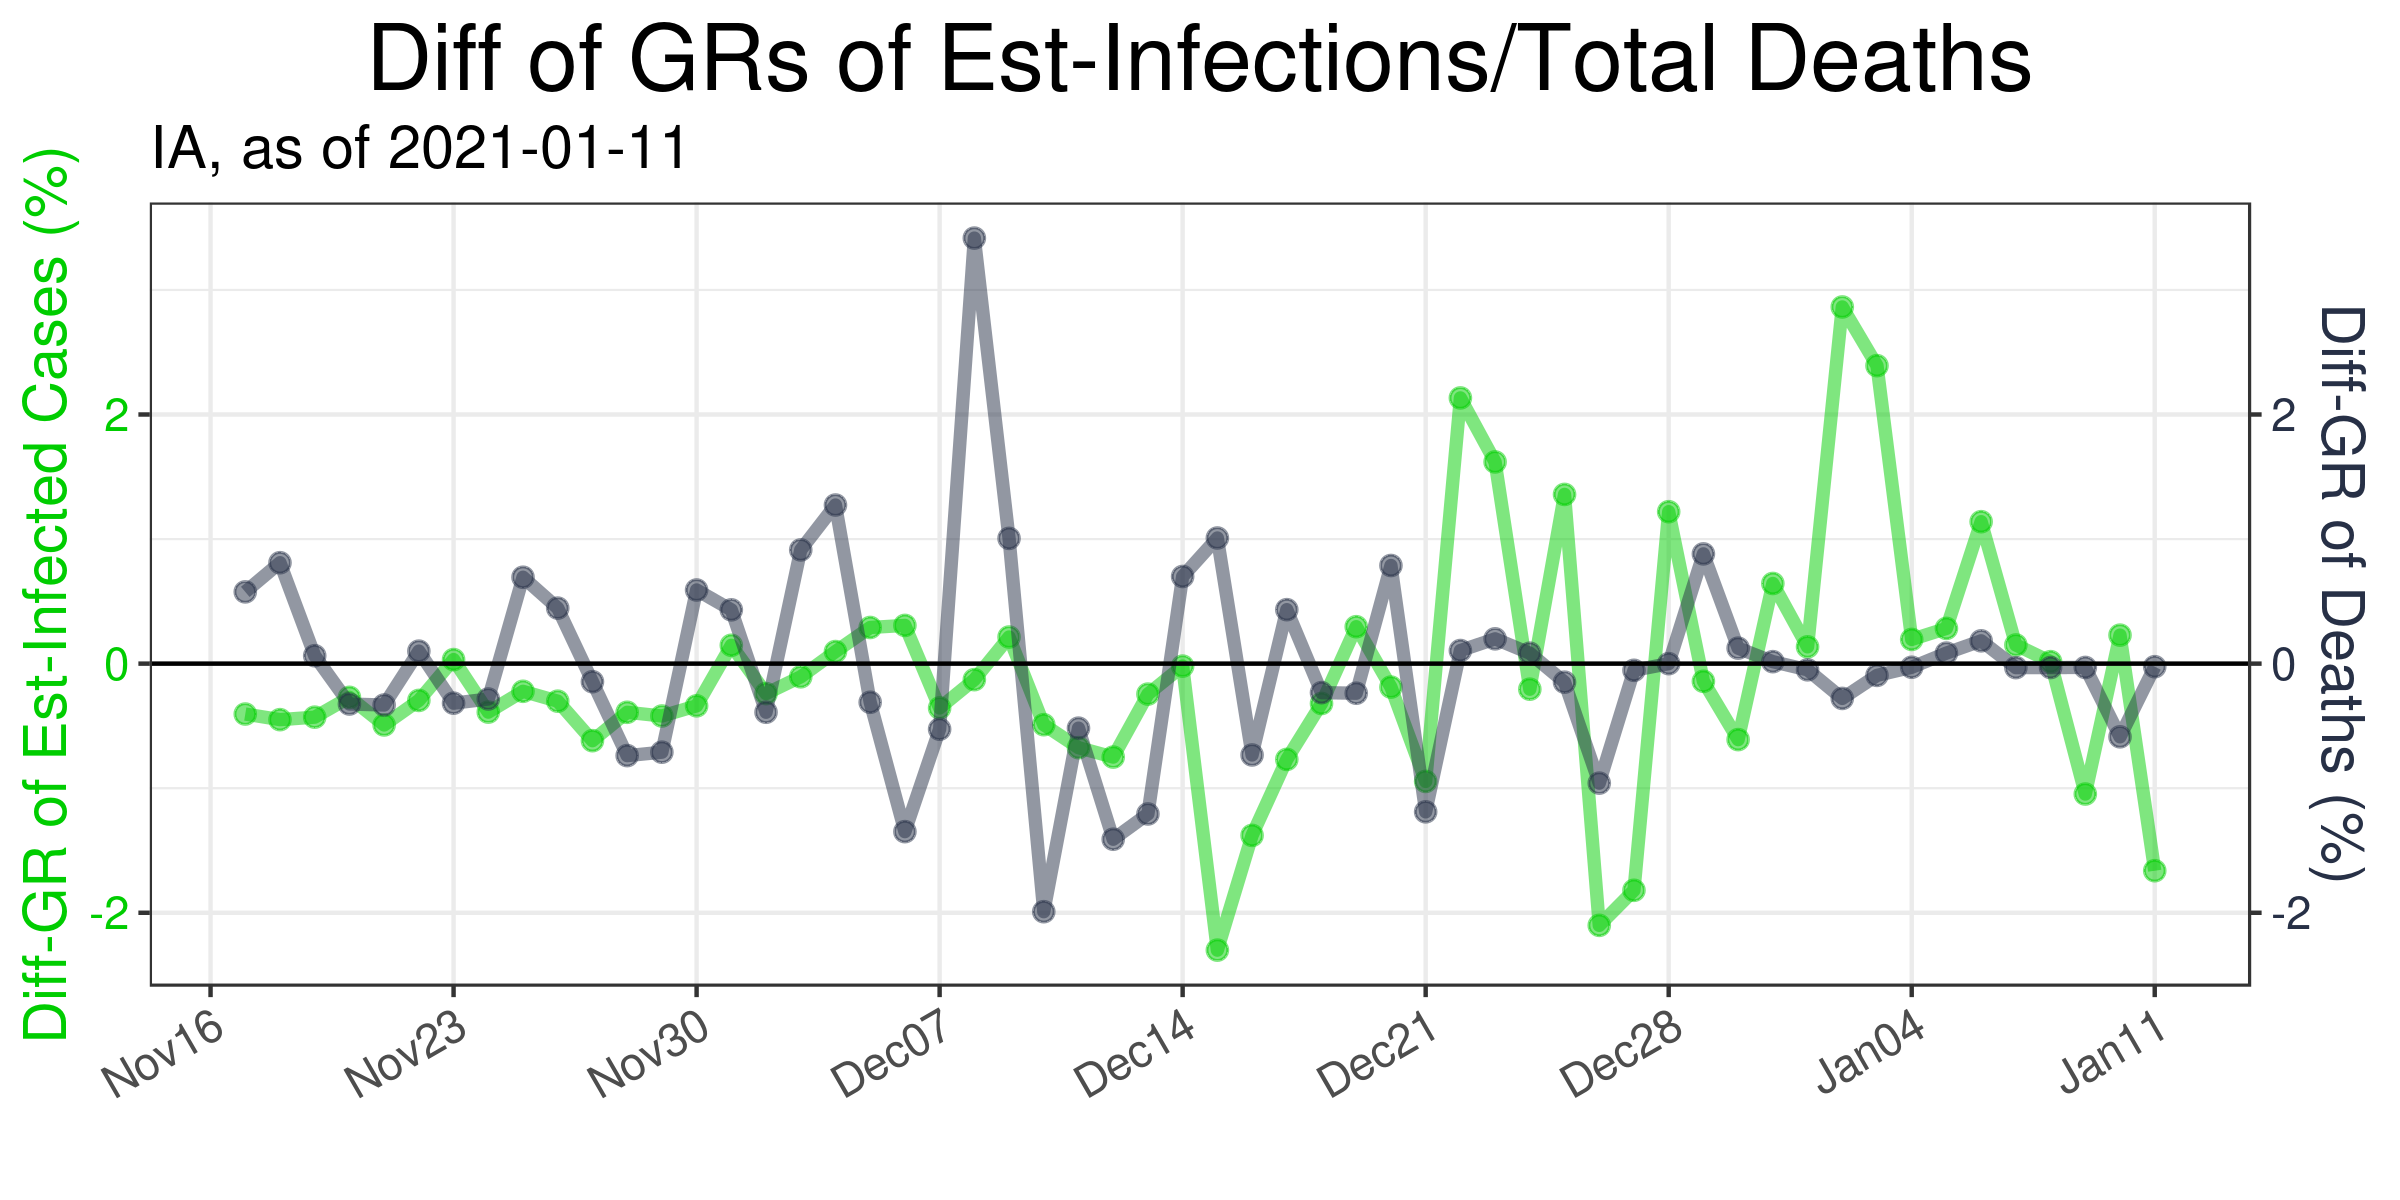 Diff of GRs of Est-Infections/Total Deaths
IA, as of 2021-01-11
Diff-GR of Est-Infected Cases (%)
2
0
-2
2
0
-2
Diff-GR of Deaths (%)
Nov16
Nov23
Nov30
Dec07
Dec14
Dec21
Dec28
Jan04
Jan11